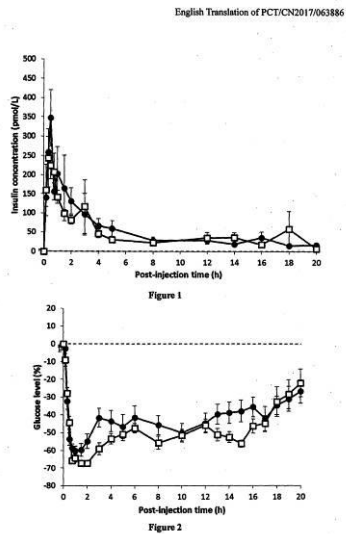 English Translation of PCT/CN2017/063886
Insulin concentration (pmol/L)
500
450
400
350
300
250
200
150
100
50
0
0 2 4 6 8 10 12 14 16 18 20
Post-injection time (h)
Figure 1
Glucose level (%)
20
10
0
-10
-20
-30
-40
-50
-60
-70
-80
0 2 4 6 8 10 12 14 16 18 20
Post-injection time (h)
Figure 2